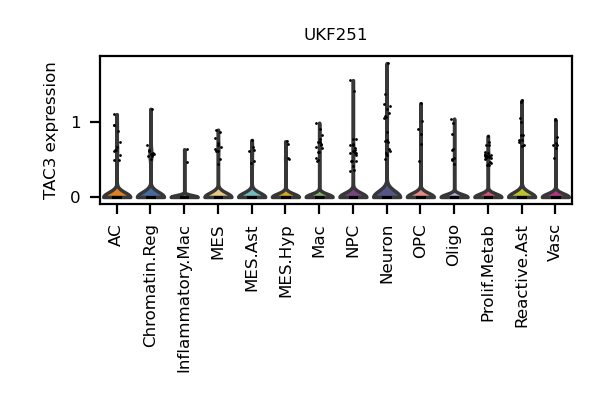 UKF251
TAC3 expression
1
0
AC
Chromatin.Reg
Inflammatory.Mac
MES
MES.Ast
MES.Hyp
Mac
NPC
Neuron
OPC
Oligo
Prolif.Metab
Reactive.Ast
Vasc